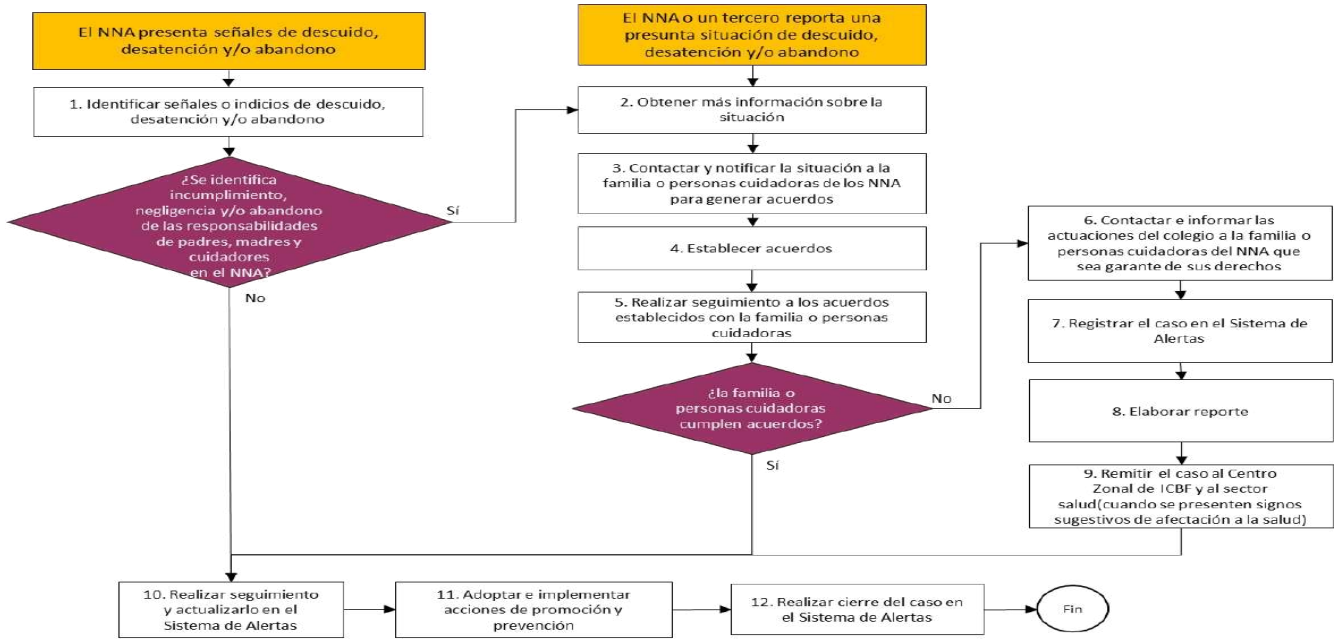 El NNA presenta señales de descuido,
desatención y/o abandono
1. Identificar señales o indicios de descuido,
desatención y/o abandono
¿Se identifica
incumplimiento,
negligencia y/o abandono
de las responsabilidades
de padres, madres y
cuidadores
en el NNA?
Sí
No
El NNA o un tercero reporta una
presunta situación de descuido,
desatención y/o abandono
2. Obtener más información sobre la
situación
3. Contactar y notificar la situación a la
familia o personas cuidadoras de los NNA
para generar acuerdos
4. Establecer acuerdos
5. Realizar seguimiento a los acuerdos
establecidos con la familia o personas
cuidadoras
¿la familia o
personas cuidadoras
cumplen acuerdos?
No
Sí
6. Contactar e informar las
actuaciones del colegio a la familia o
personas cuidadoras del NNA que
sea garante de sus derechos
7. Registrar el caso en el Sistema de
Alertas
8. Elaborar reporte
9. Remitir el caso al Centro
Zonal de ICBF y al sector
salud(cuando se presenten signos
sugestivos de afectación a la salud)
10. Realizar seguimiento
y actualizarlo en el
Sistema de Alertas
11. Adoptar e implementar
acciones de promoción y
prevención
12. Realizar cierre del caso en
el Sistema de Alertas
Fin